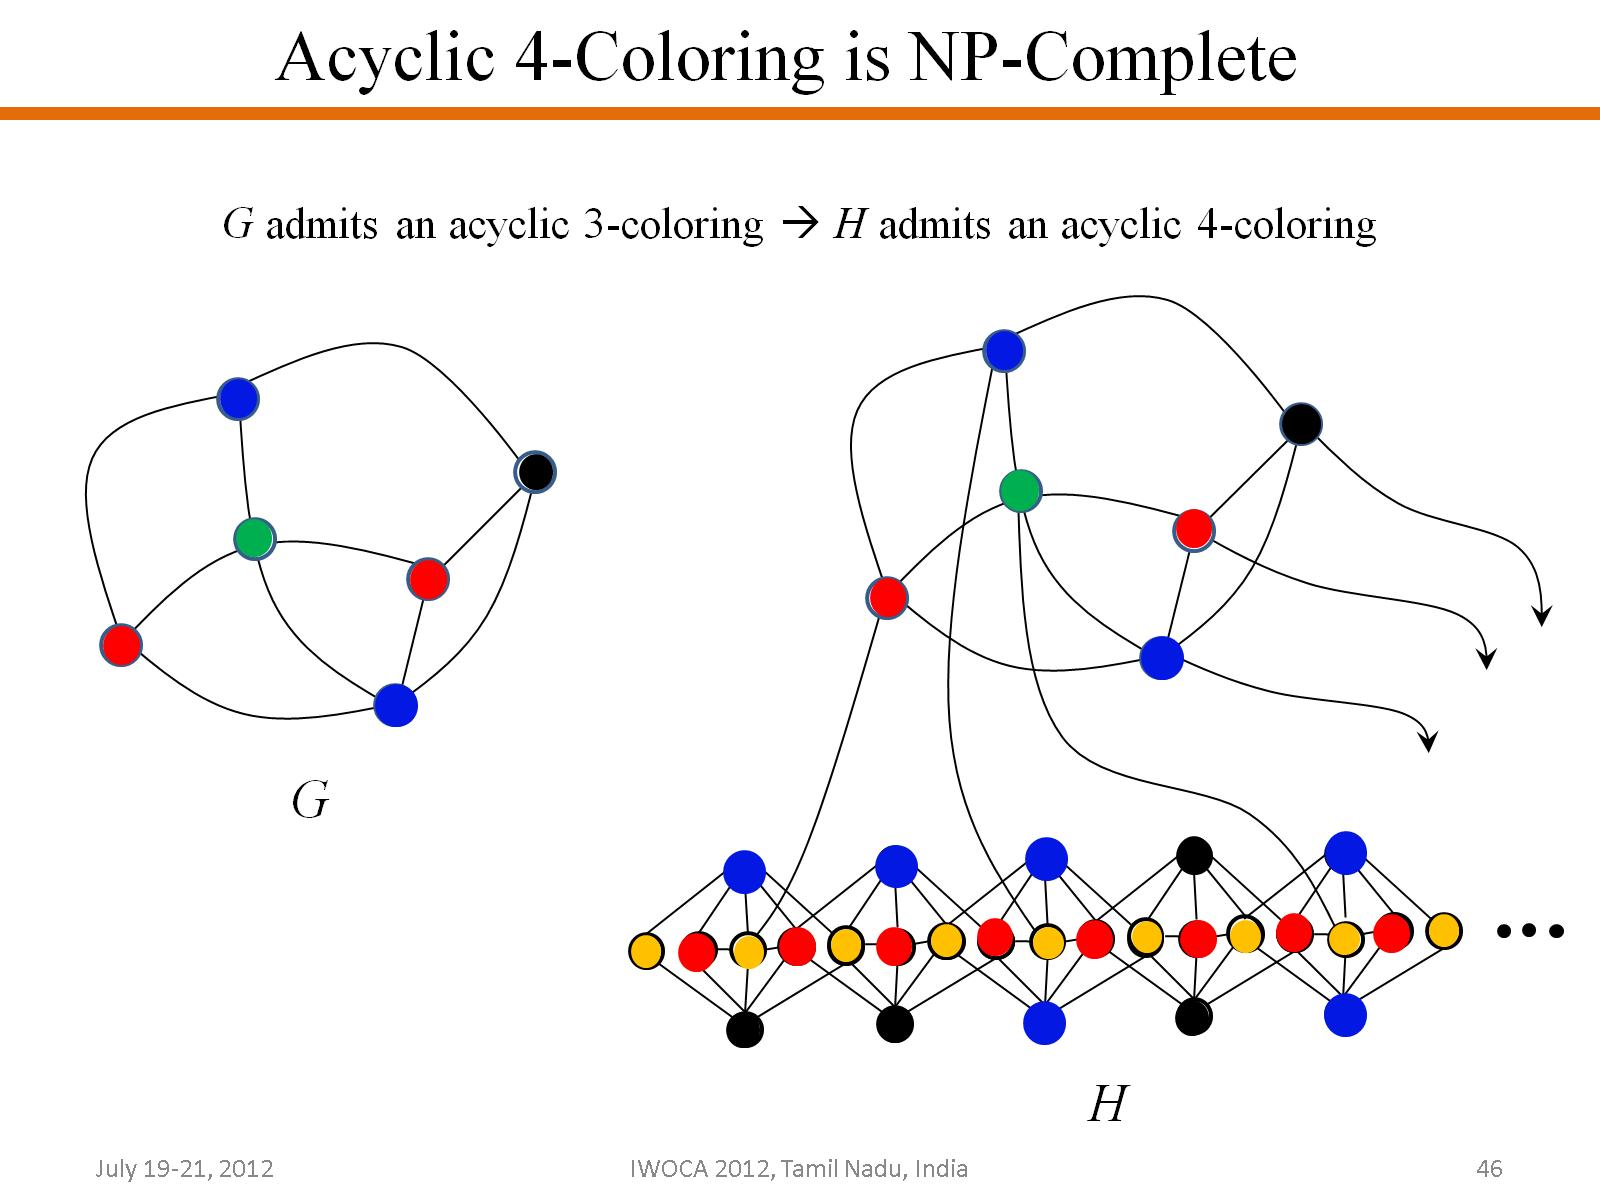 Acyclic 4-Coloring is NP-Complete
G admits an acyclic 3-coloring → H admits an acyclic 4-coloring
G
H
July 19-21, 2012
IWOCA 2012, Tamil Nadu, India
46